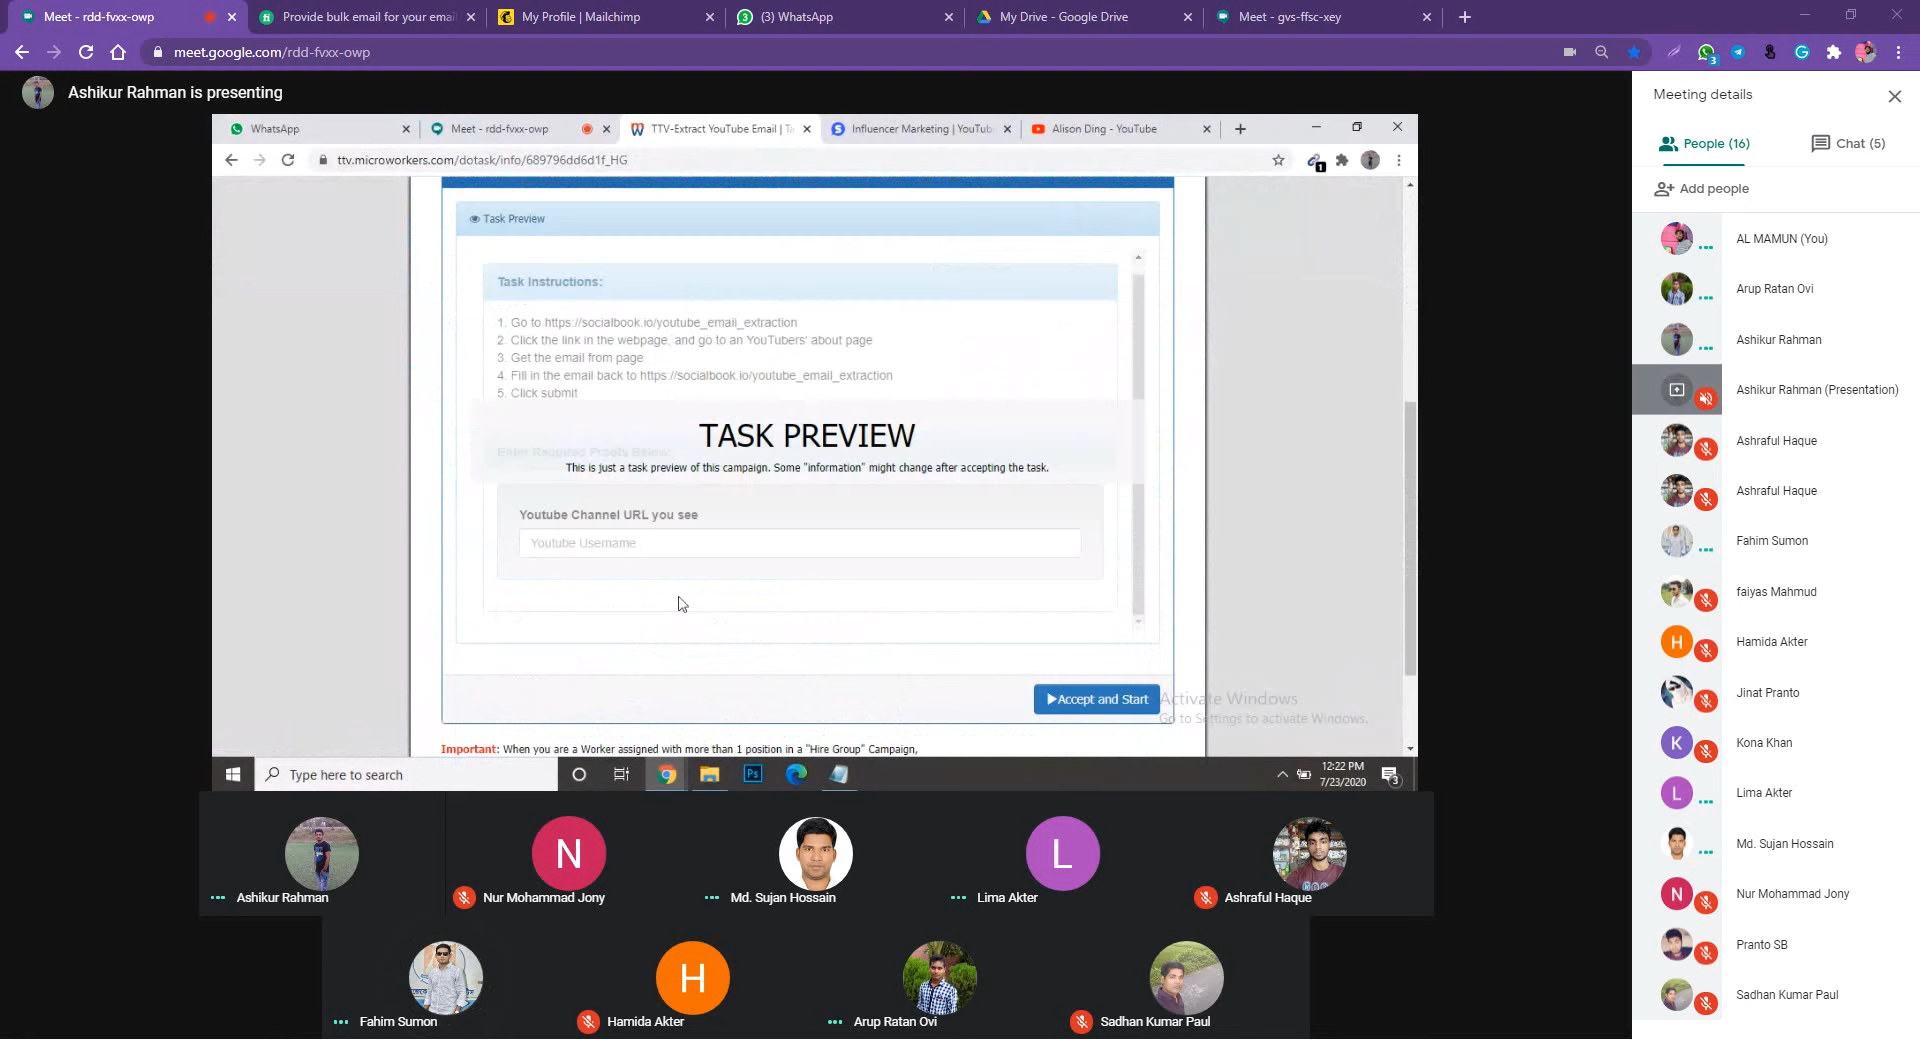 Meet - rdd-fvxx-owp
Provide bulk email for your email
My Profile | Mailchimp
(3) WhatsApp
My Drive - Google Drive
Meet - gvs-ffsc-xey
meet.google.com/rdd-fvxx-owp
3
Ashikur Rahman is presenting
WhatsApp
Meet - rdd-fvxx-owp
TTV-Extract YouTube Email | Ta
Influencer Marketing | YouTub
Alison Ding - YouTube
ttv.microworkers.com/dotask/info/689796dd6d1f_HG
1
Task Preview
Task Instructions:
1. Go to https://socialbook.io/youtube_email_extraction
2. Click the link in the webpage, and go to an YouTubers' about page
3. Get the email from page
4. Fill in the email back to https://socialbook.io/youtube_email_extraction
5. Click submit
TASK PREVIEW
Enter Required Proofs Below:
This is just a task preview of this campaign. Some "information" might change after accepting the task.
Youtube Channel URL you see
Youtube Username
Accept and Start
Activate Windows
Go to Settings to activate Windows.
Important: When you are a Worker assigned with more than 1 position in a "Hire Group" Campaign,
Type here to search
Ps
12:22 PM
7/23/2020
3
Ashikur Rahman
N
Nur Mohammad Jony
Md. Sujan Hossain
L
Lima Akter
Ashraful Haque
Fahim Sumon
H
Hamida Akter
Arup Ratan Ovi
Sadhan Kumar Paul
Meeting details
People (16)
Chat (5)
Add people
AL MAMUN (You)
Arup Ratan Ovi
Ashikur Rahman
Ashikur Rahman (Presentation)
Ashraful Haque
Ashraful Haque
Fahim Sumon
faiyas Mahmud
H
Hamida Akter
Jinat Pranto
K
Kona Khan
L
Lima Akter
Md. Sujan Hossain
N
Nur Mohammad Jony
Pranto SB
Sadhan Kumar Paul